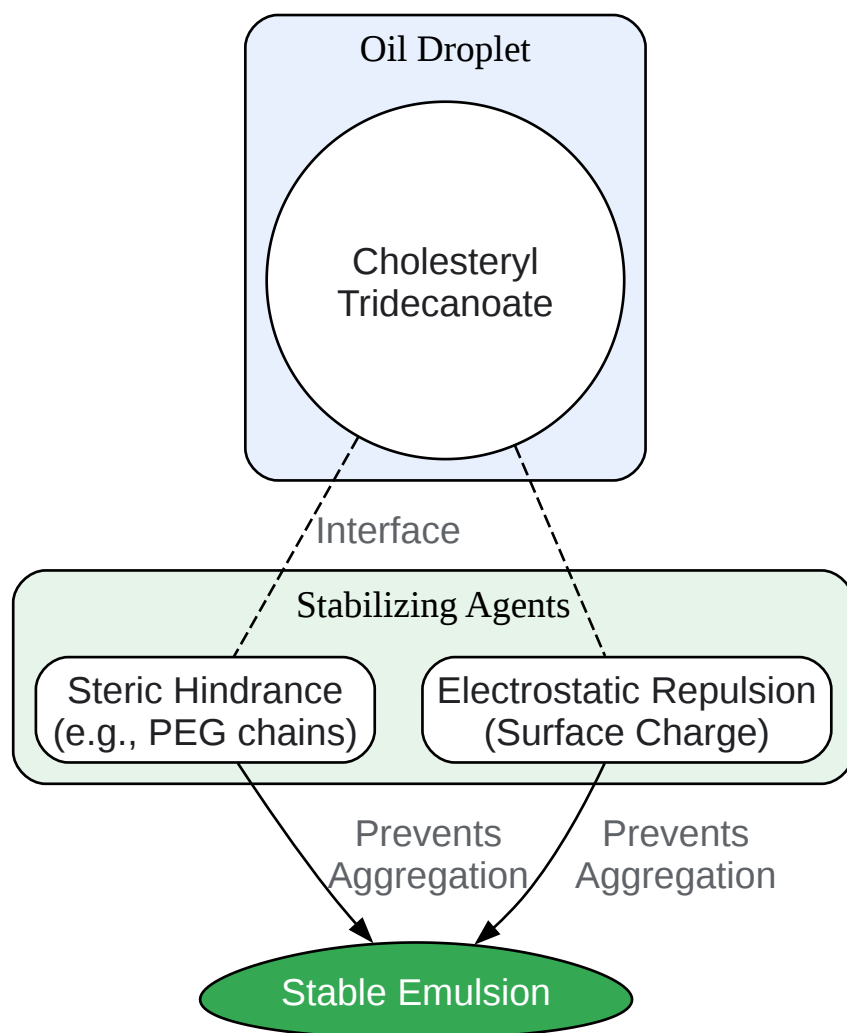 Oil Droplet
Cholesteryl
Tridecanoate
Interface
Stabilizing Agents
Steric Hindrance
(e.g., PEG chains)
Electrostatic Repulsion
(Surface Charge)
Prevents
Aggregation
Prevents
Aggregation
Stable Emulsion